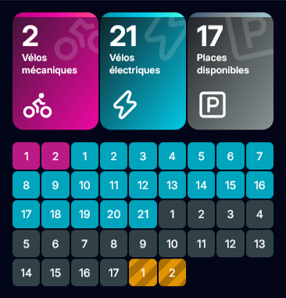 2
Vélos
mécaniques
21
Vélos
électriques
17
Places
disponibles
P
1 2 1 2 3 4 5 6 7
8 9 10 11 12 13 14 15 16
17 18 19 20 21 1 2 3 4
5 6 7 8 9 10 11 12 13
14 15 16 17 1 2